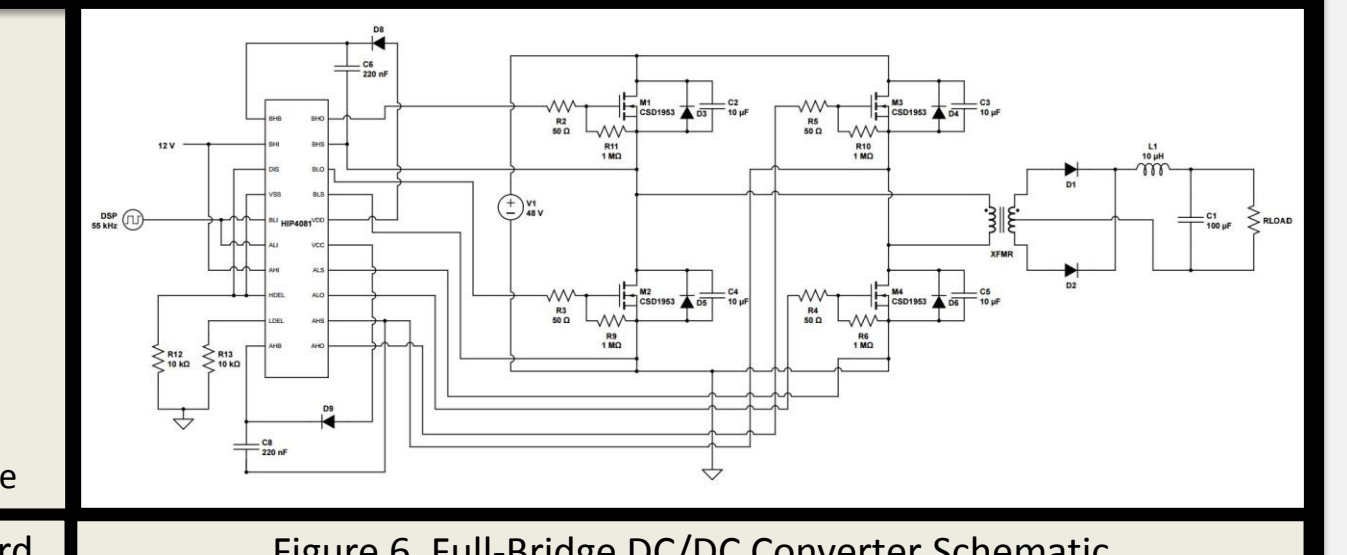 D8
C6
220 nF
BHB
BHO
12 V
BHI
BHS
DIS
BLO
VSS
BLS
DSP
55 kHz
BLI
HIP4081
VDD
ALI
VCC
AHI
ALS
HDEL
ALO
LDEL
AHS
AHB
AHO
R12
10 kΩ
R13
10 kΩ
D9
C8
220 nF
V1
48 V
R2
50 Ω
R11
1 MΩ
M1
CSD1953
D3
C2
10 µF
R5
50 Ω
R10
1 MΩ
M3
CSD1953
D4
C3
10 µF
R3
50 Ω
R9
1 MΩ
M2
CSD1953
D5
C4
10 µF
R4
50 Ω
R6
1 MΩ
M4
CSD1953
D6
C5
10 µF
XFMR
D1
D2
L1
10 µH
C1
100 µF
RLOAD
e
rd
Figure 6. Full-Bridge DC/DC Converter Schematic